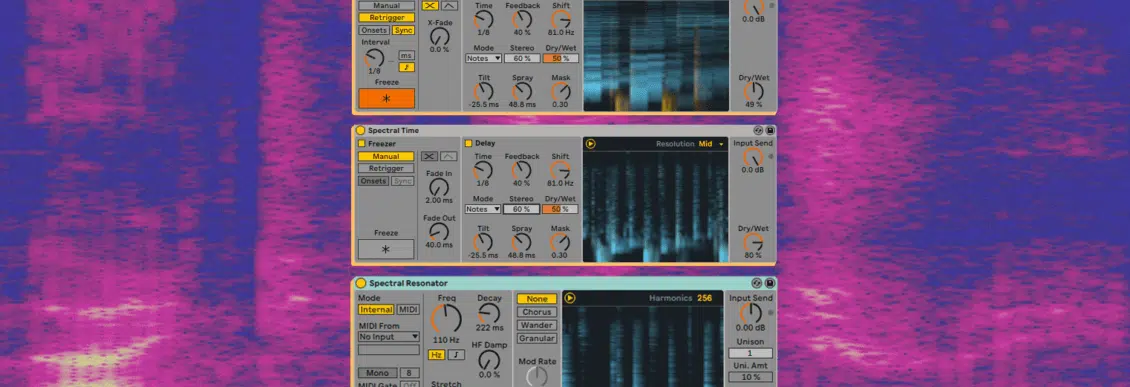 Manual
Retrigger
Onsets Sync
Interval
ms
1/8
Freeze
X-Fade
0.0 %
Time Feedback Shift
1/8 40 % 81.0 Hz
Mode Stereo Dry/Wet
Notes 60 % 50 %
Tilt Spray Mask
-25.5 ms 48.8 ms 0.30
0.0 dB
Dry/Wet
49 %
Spectral Time
Freezer
Manual
Retrigger
Onsets Sync
Freeze
Fade In
2.00 ms
Fade Out
40.0 ms
Delay
Time Feedback Shift
1/8 40 % 81.0 Hz
Mode Stereo Dry/Wet
Notes 60 % 50 %
Tilt Spray Mask
-25.5 ms 48.8 ms 0.30
Resolution Mid
Input Send
0.0 dB
Dry/Wet
80 %
Spectral Resonator
Mode
Internal MIDI
MIDI From
No Input
Mono 8
MIDI Gate Off
Freq Decay
222 ms
110 Hz
HF Damp
Hz
0.0 %
Stretch
None
Chorus
Wander
Granular
Mod Rate
Harmonics 256
Input Send
0.00 dB
Unison
1
Uni. Amt
10 %